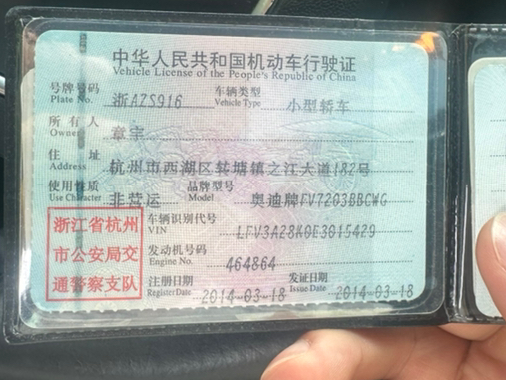 中华人民共和国机动车行驶证
Vehicle License of the People's Republic of China
号牌号码 Plate No. 浙AZS916 车辆类型 Vehicle Type 小型轿车
所有人 Owner 章宇
住址 Address 杭州市西湖区转塘镇之江大道182号
使用性质 Use Character 非营运 品牌型号 Model 奥迪牌FV7203BBCWG
浙江省杭州
市公安局交
通警察支队
车辆识别代号 VIN LFV3A28K0E3015429
发动机号码 Engine No. 464864
注册日期 Register Date 2014-03-18 发证日期 Issue Date 2014-03-18